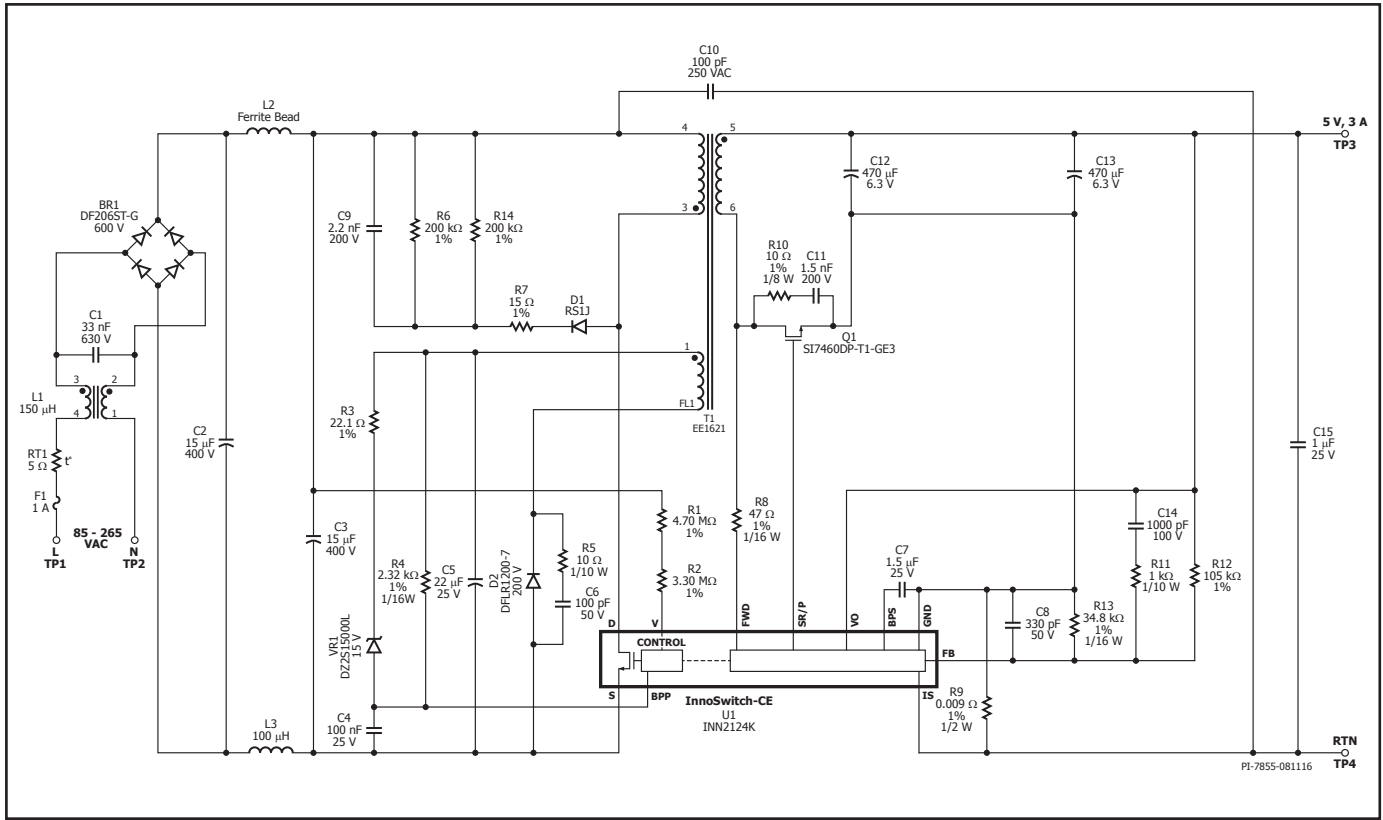 C10
100 pF
250 VAC
L2
Ferrite Bead
4
5
5 V, 3 A
TP3
C12
470 µF
6.3 V
C13
470 µF
6.3 V
BR1
DF206ST-G
600 V
C9
2.2 nF
200 V
R6
200 kΩ
1%
R14
200 kΩ
1%
3
6
R10
10 Ω
1%
1/8 W
C11
1.5 nF
200 V
R7
15 Ω
1%
D1
RS1J
C1
33 nF
630 V
Q1
SI7460DP-T1-GE3
1
3
2
L1
150 µH
4
1
FL1
T1
EE1621
R3
22.1 Ω
1%
C2
15 µF
400 V
C15
1 µF
25 V
RT1
5 Ω
t°
F1
1 A
85 - 265
VAC
L
TP1
N
TP2
C3
15 µF
400 V
R1
4.70 MΩ
1%
R8
47 Ω
1%
1/16 W
C14
1000 pF
100 V
R4
2.32 kΩ
1%
1/16W
C5
22 µF
25 V
D2
DFLR1200-7
200 V
R5
10 Ω
1/10 W
R2
3.30 MΩ
1%
C7
1.5 µF
25 V
R11
1 kΩ
1/10 W
R12
105 kΩ
1%
C6
100 pF
50 V
VR1
DZ2S15000L
15 V
D
V
FWD
SR/P
VO
BPS
GND
C8
330 pF
50 V
R13
34.8 kΩ
1%
1/16 W
CONTROL
FB
S
BPP
InnoSwitch-CE
U1
INN2124K
IS
R9
0.009 Ω
1%
1/2 W
L3
100 µH
C4
100 nF
25 V
RTN
TP4
PI-7855-081116